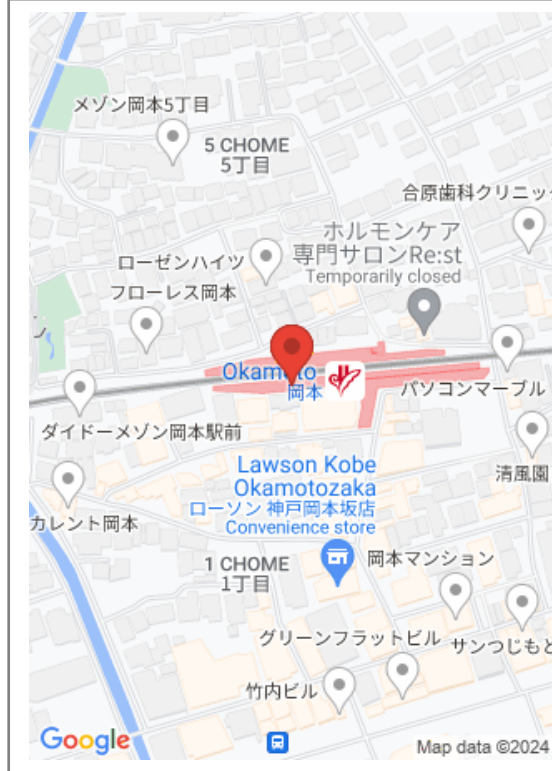 メゾン岡本5丁目
5 CHOME
5丁目
合原歯科クリニック
ホルモンケア
専門サロンRe:st
Temporarily closed
ローゼンハイツ
フローレス岡本
Okamoto
岡本
パソコンマーブル
ダイドーメゾン岡本駅前
清風園
Lawson Kobe
Okamotozaka
ローソン 神戸岡本坂店
Convenience store
カレント岡本
1 CHOME
1丁目
岡本マンション
グリーンフラットビル
サンつじもと
竹内ビル
Google
Map data ©2024